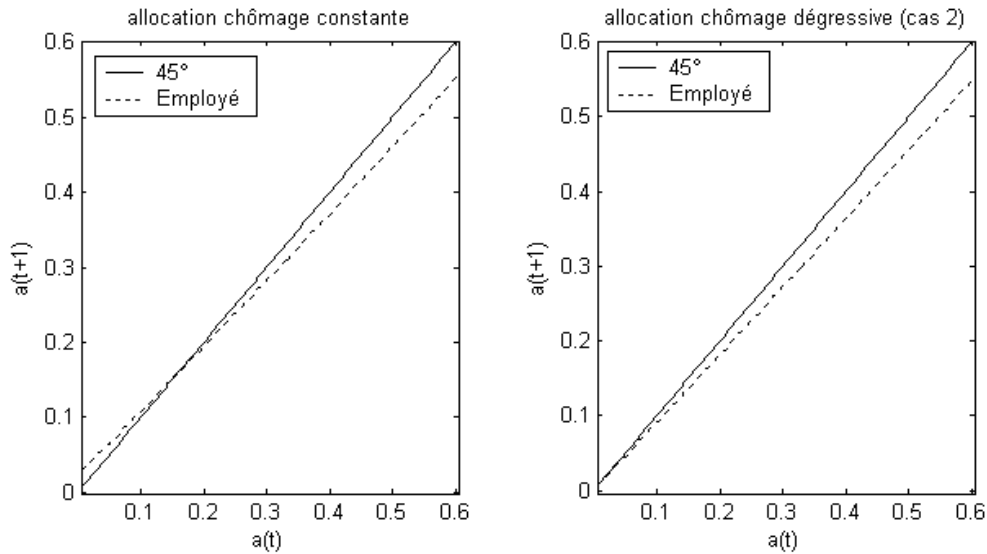 allocation chômage constante
0.6
0.5
0.4
0.3
0.2
0.1
0
a(t+1)
45°
Employé
0.1 0.2 0.3 0.4 0.5 0.6
a(t)
allocation chômage dégressive (cas 2)
0.6
0.5
0.4
0.3
0.2
0.1
0
a(t+1)
45°
Employé
0.1 0.2 0.3 0.4 0.5 0.6
a(t)